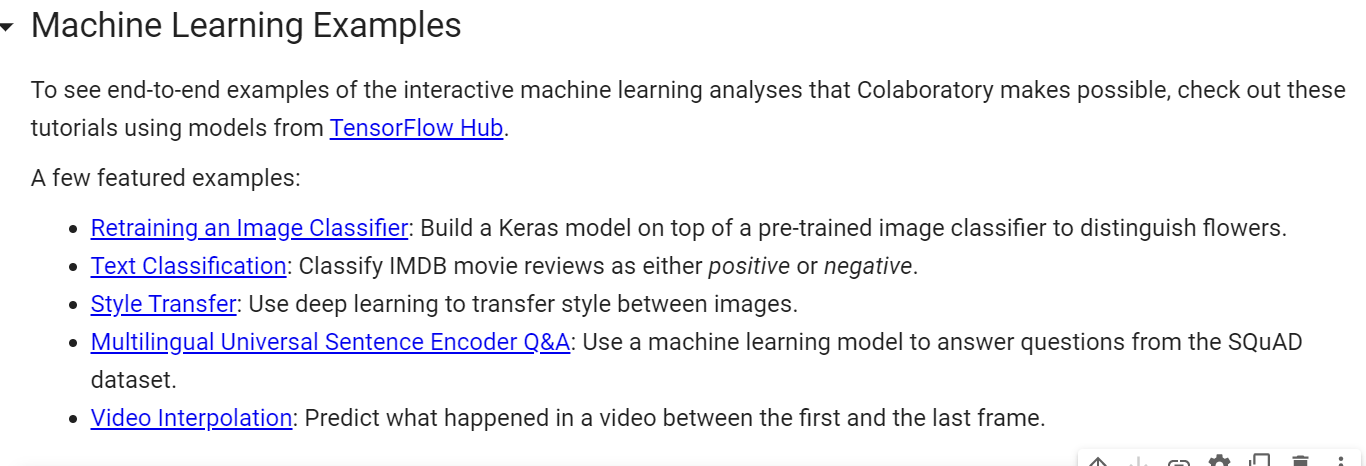 Machine Learning Examples
To see end-to-end examples of the interactive machine learning analyses that Colaboratory makes possible, check out these
tutorials using models from TensorFlow Hub.
A few featured examples:
• Retraining an Image Classifier: Build a Keras model on top of a pre-trained image classifier to distinguish flowers.
• Text Classification: Classify IMDB movie reviews as either positive or negative.
• Style Transfer: Use deep learning to transfer style between images.
• Multilingual Universal Sentence Encoder Q&A: Use a machine learning model to answer questions from the SQuAD
dataset.
• Video Interpolation: Predict what happened in a video between the first and the last frame.